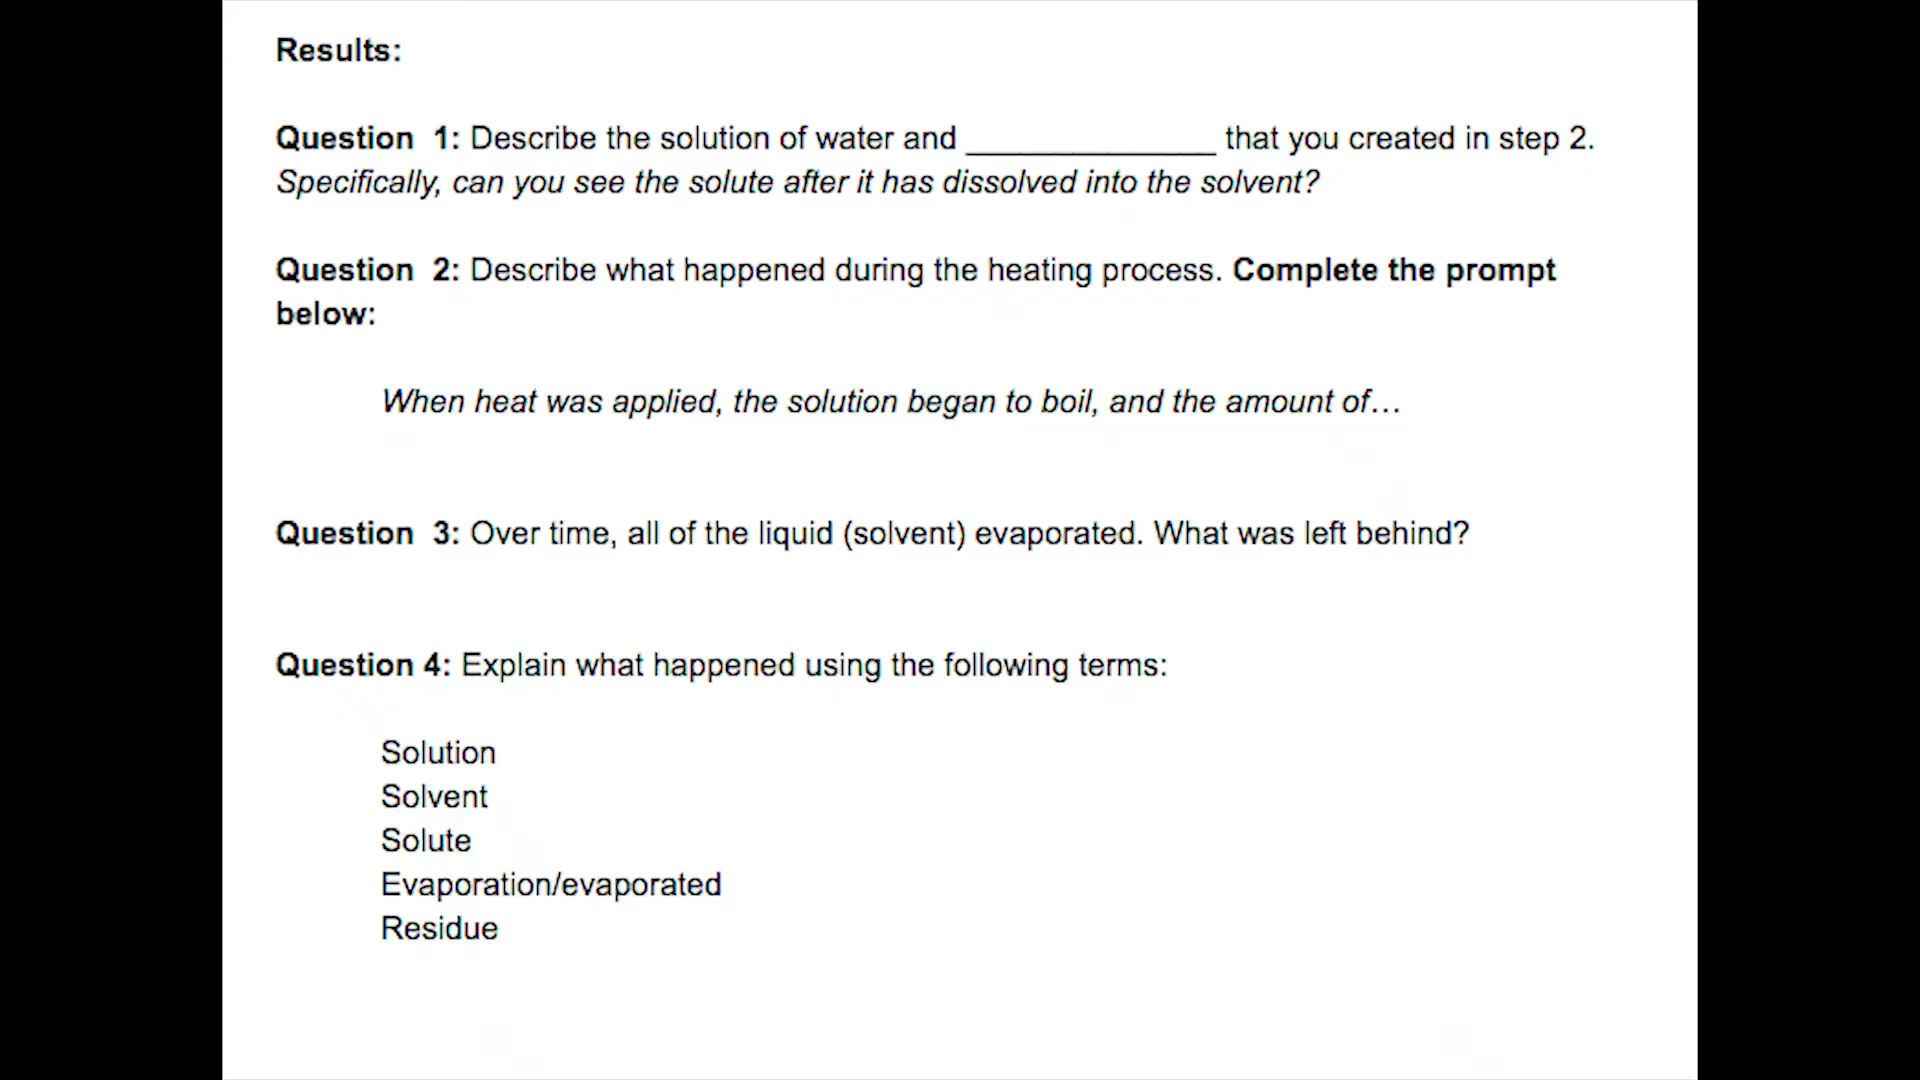 Results:
Question 1: Describe the solution of water and ______________ that you created in step 2.
Specifically, can you see the solute after it has dissolved into the solvent?
Question 2: Describe what happened during the heating process. Complete the prompt
below:
When heat was applied, the solution began to boil, and the amount of…
Question 3: Over time, all of the liquid (solvent) evaporated. What was left behind?
Question 4: Explain what happened using the following terms:
Solution
Solvent
Solute
Evaporation/evaporated
Residue